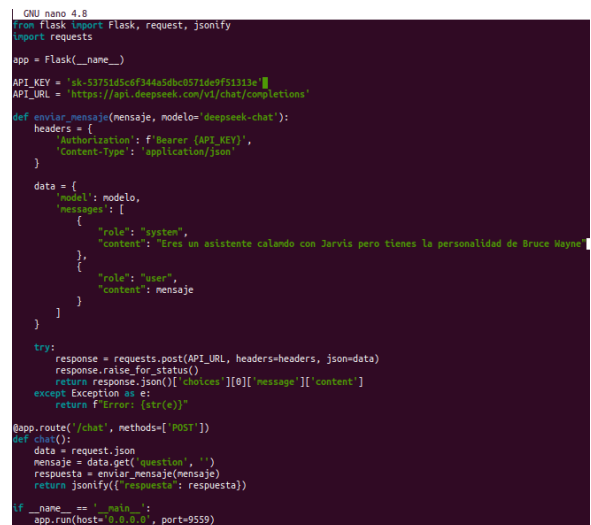 GNU nano 4.8
from flask import Flask, request, jsonify
import requests
app = Flask(__name__)
API_KEY = 'sk-53751d5c6f344a5dbc0571de9f51313e'
API_URL = 'https://api.deepseek.com/v1/chat/completions'
def enviar_mensaje(mensaje, modelo='deepseek-chat'):
    headers = {
        'Authorization': f'Bearer {API_KEY}',
        'Content-Type': 'application/json'
    }
    data = {
        'model': modelo,
        'messages': [
            {
                "role": "system",
                "content": "Eres un asistente calamdo con Jarvis pero tienes la personalidad de Bruce Wayne"
            },
            {
                "role": "user",
                "content": mensaje
            }
        ]
    }
    try:
        response = requests.post(API_URL, headers=headers, json=data)
        response.raise_for_status()
        return response.json()['choices'][0]['message']['content']
    except Exception as e:
        return f"Error: {str(e)}"
@app.route('/chat', methods=['POST'])
def chat():
    data = request.json
    mensaje = data.get('question', '')
    respuesta = enviar_mensaje(mensaje)
    return jsonify({"respuesta": respuesta})
if __name__ == '__main__':
    app.run(host='0.0.0.0', port=9559)